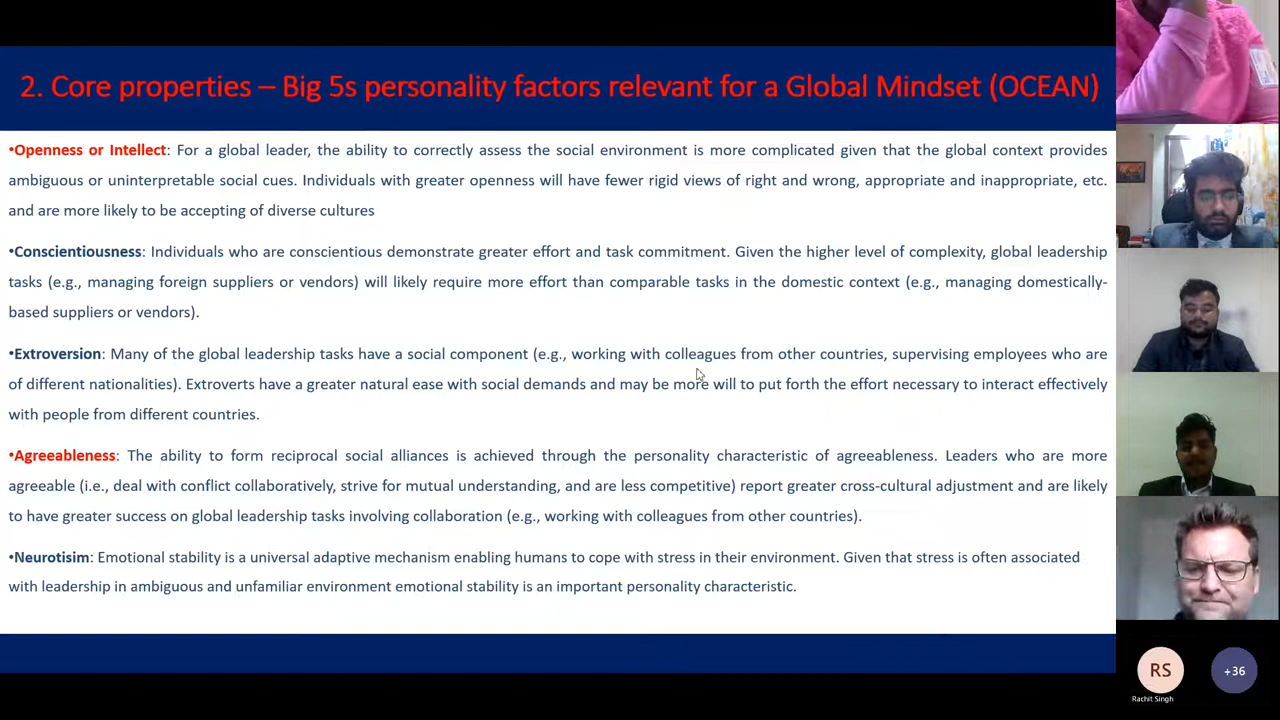 2. Core properties – Big 5s personality factors relevant for a Global Mindset (OCEAN)
•Openness or Intellect: For a global leader, the ability to correctly assess the social environment is more complicated given that the global context provides
ambiguous or uninterpretable social cues. Individuals with greater openness will have fewer rigid views of right and wrong, appropriate and inappropriate, etc.
and are more likely to be accepting of diverse cultures
•Conscientiousness: Individuals who are conscientious demonstrate greater effort and task commitment. Given the higher level of complexity, global leadership
tasks (e.g., managing foreign suppliers or vendors) will likely require more effort than comparable tasks in the domestic context (e.g., managing domestically-
based suppliers or vendors).
•Extroversion: Many of the global leadership tasks have a social component (e.g., working with colleagues from other countries, supervising employees who are
of different nationalities). Extroverts have a greater natural ease with social demands and may be more will to put forth the effort necessary to interact effectively
with people from different countries.
•Agreeableness: The ability to form reciprocal social alliances is achieved through the personality characteristic of agreeableness. Leaders who are more
agreeable (i.e., deal with conflict collaboratively, strive for mutual understanding, and are less competitive) report greater cross-cultural adjustment and are likely
to have greater success on global leadership tasks involving collaboration (e.g., working with colleagues from other countries).
•Neurotisim: Emotional stability is a universal adaptive mechanism enabling humans to cope with stress in their environment. Given that stress is often associated
with leadership in ambiguous and unfamiliar environment emotional stability is an important personality characteristic.
RS
+36
Rachit Singh